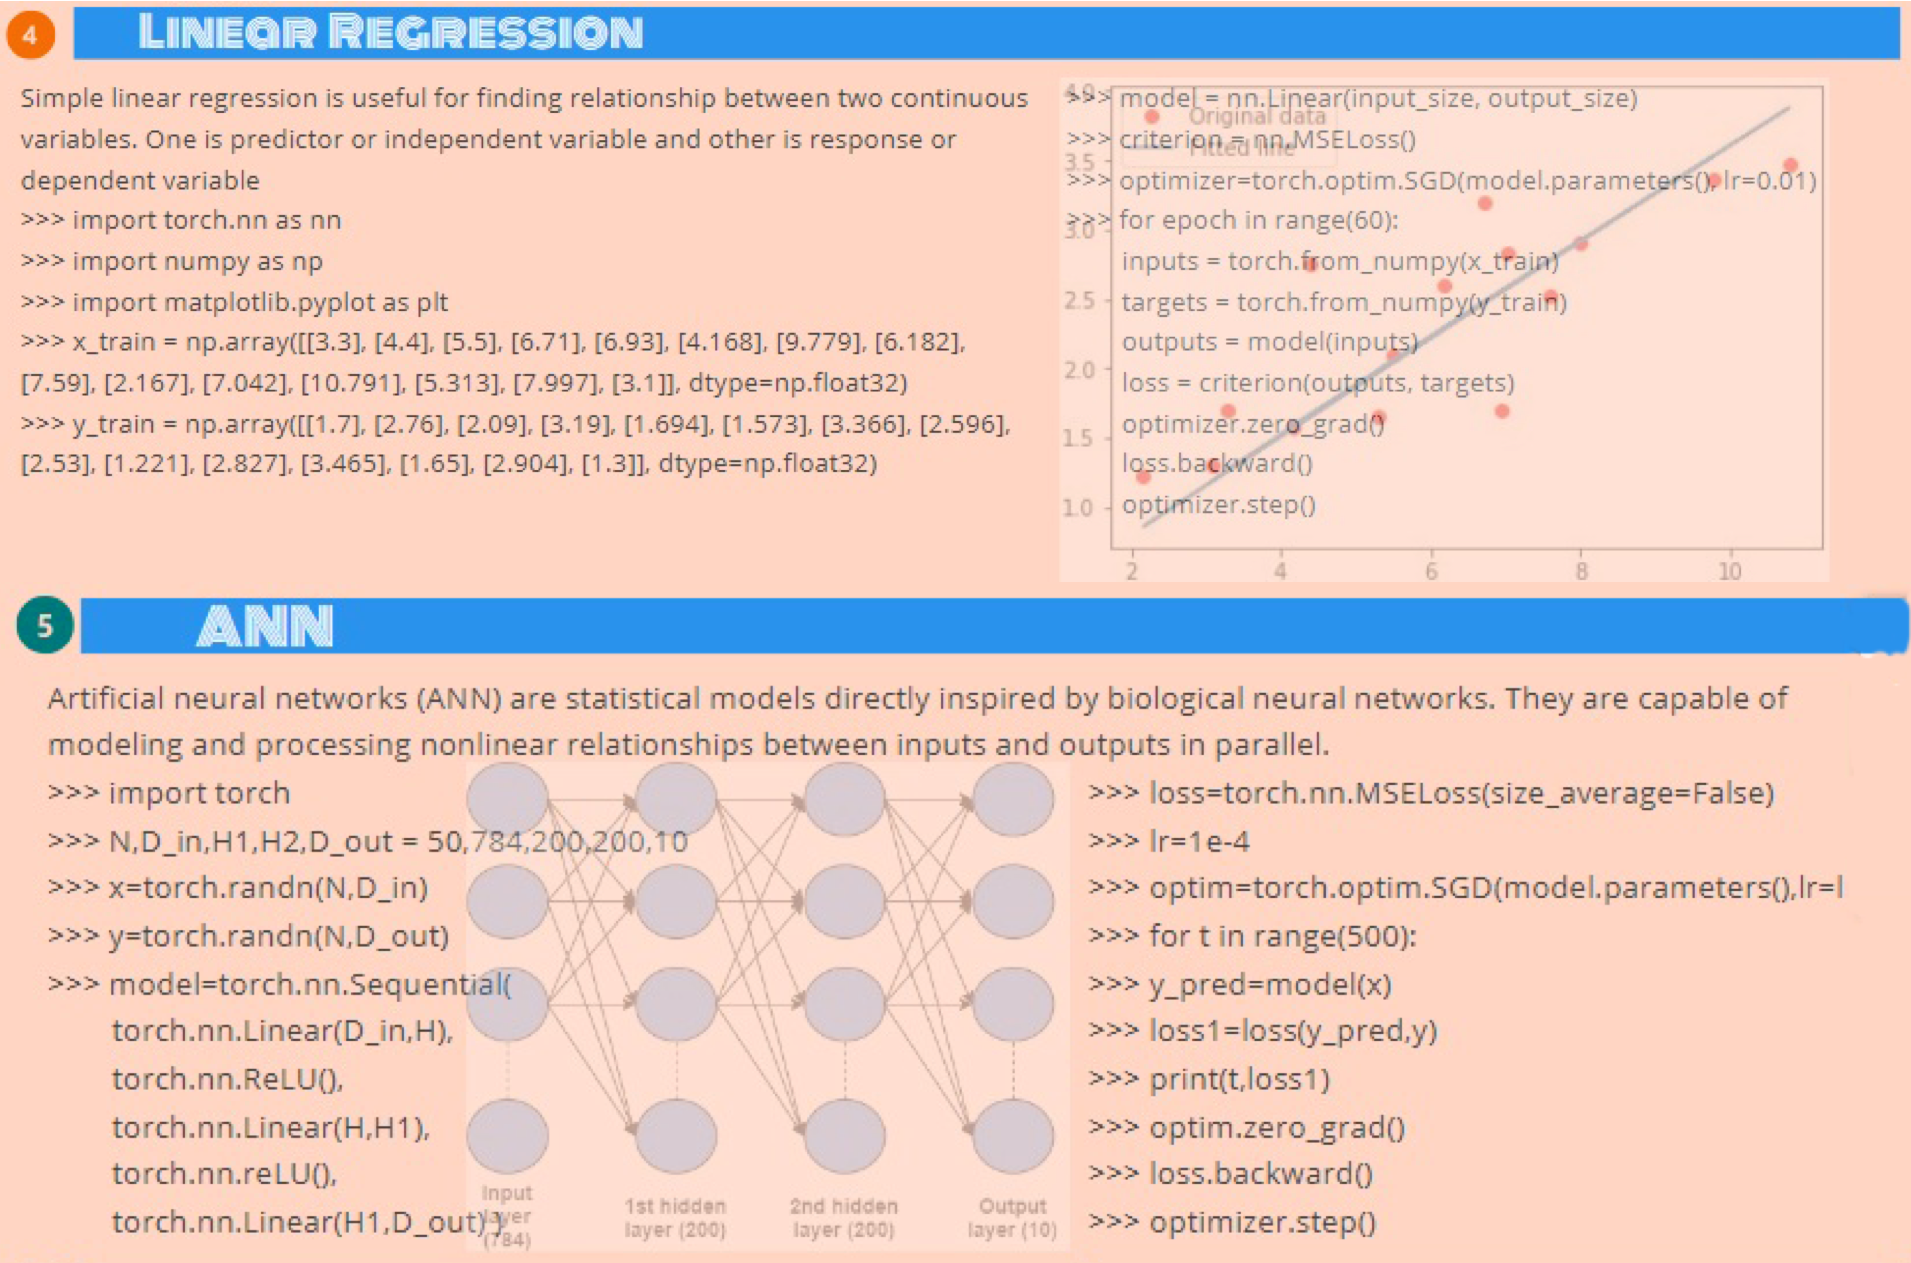 4 LINEAR REGRESSION
Simple linear regression is useful for finding relationship between two continuous
variables. One is predictor or independent variable and other is response or
dependent variable
>>> import torch.nn as nn
>>> import numpy as np
>>> import matplotlib.pyplot as plt
>>> x_train = np.array([[3.3], [4.4], [5.5], [6.71], [6.93], [4.168], [9.779], [6.182],
[7.59], [2.167], [7.042], [10.791], [5.313], [7.997], [3.1]], dtype=np.float32)
>>> y_train = np.array([[1.7], [2.76], [2.09], [3.19], [1.694], [1.573], [3.366], [2.596],
[2.53], [1.221], [2.827], [3.465], [1.65], [2.904], [1.3]], dtype=np.float32)
>>> model = nn.Linear(input_size, output_size)
>>> criterion = nn.MSELoss()
>>> optimizer=torch.optim.SGD(model.parameters(), lr=0.01)
>>> for epoch in range(60):
inputs = torch.from_numpy(x_train)
targets = torch.from_numpy(y_train)
outputs = model(inputs)
loss = criterion(outputs, targets)
optimizer.zero_grad()
loss.backward()
optimizer.step()
Original data
Fitted line
4.0
3.5
3.0
2.5
2.0
1.5
1.0
2 4 6 8 10
5 ANN
Artificial neural networks (ANN) are statistical models directly inspired by biological neural networks. They are capable of
modeling and processing nonlinear relationships between inputs and outputs in parallel.
>>> import torch
>>> N,D_in,H1,H2,D_out = 50,784,200,200,10
>>> x=torch.randn(N,D_in)
>>> y=torch.randn(N,D_out)
>>> model=torch.nn.Sequential(
torch.nn.Linear(D_in,H),
torch.nn.ReLU(),
torch.nn.Linear(H,H1),
torch.nn.reLU(),
torch.nn.Linear(H1,D_out) )
Input
layer
(784)
1st hidden
layer (200)
2nd hidden
layer (200)
Output
layer (10)
>>> loss=torch.nn.MSELoss(size_average=False)
>>> lr=1e-4
>>> optim=torch.optim.SGD(model.parameters(),lr=l
>>> for t in range(500):
>>> y_pred=model(x)
>>> loss1=loss(y_pred,y)
>>> print(t,loss1)
>>> optim.zero_grad()
>>> loss.backward()
>>> optimizer.step()